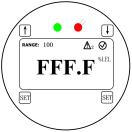 RANGE: 100
FFF.F
%LEL
SET SET